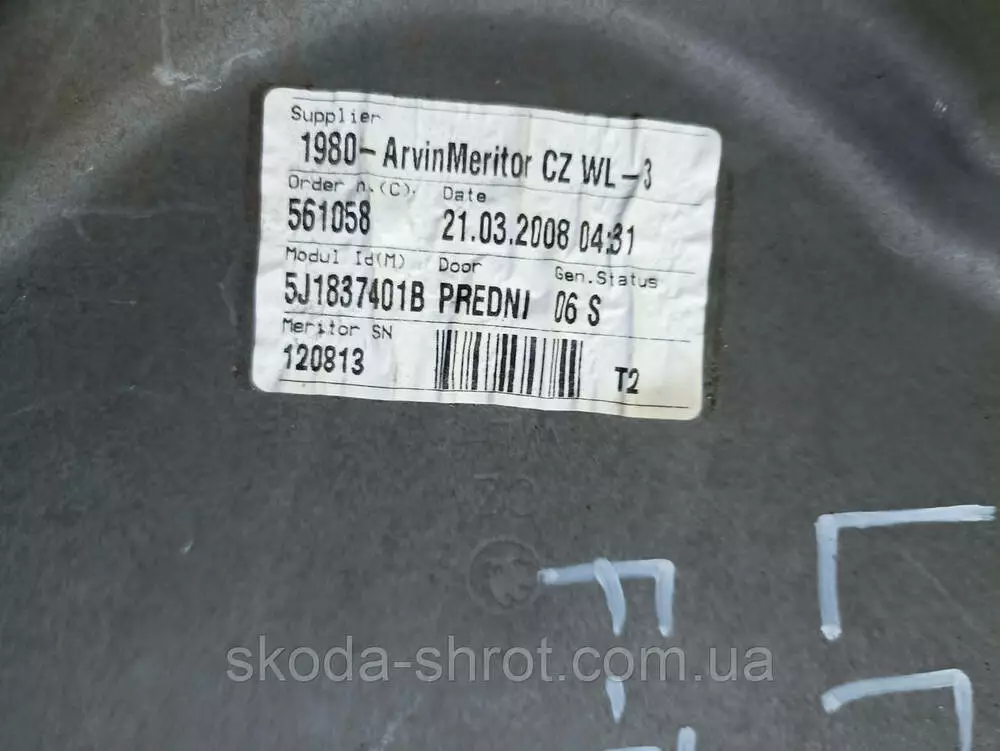 Supplier
1980-ArvinMeritor CZ WL-3
Order n.(C). Date
561058 21.03.2008 04:31
Modul Id(M) Door Gen.Status
5J1837401B PREDNI 06 S
Meritor SN
120813 T2
skoda-shrot.com.ua